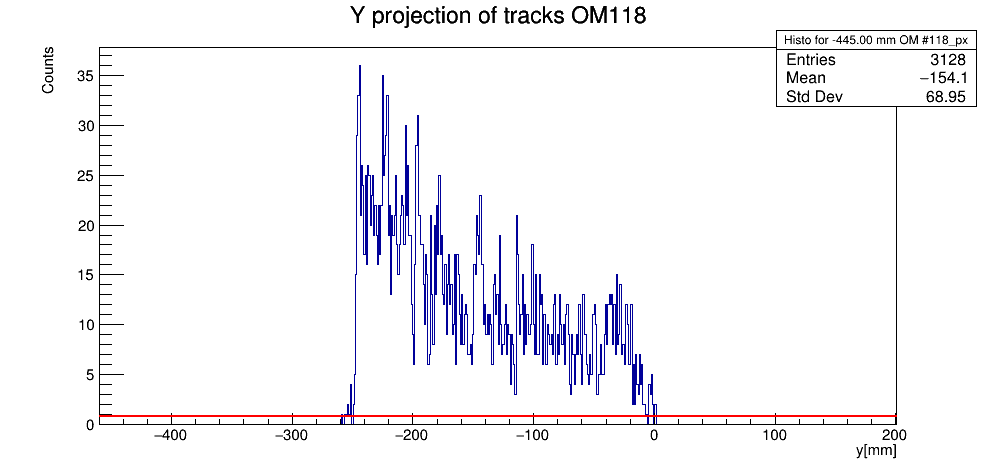 Y projection of tracks OM118
Histo for -445.00 mm OM #118_px
Entries 3128
Mean −154.1
Std Dev 68.95
Counts
35
30
25
20
15
10
5
0
−400 −300 −200 −100 0 100 200
y[mm]